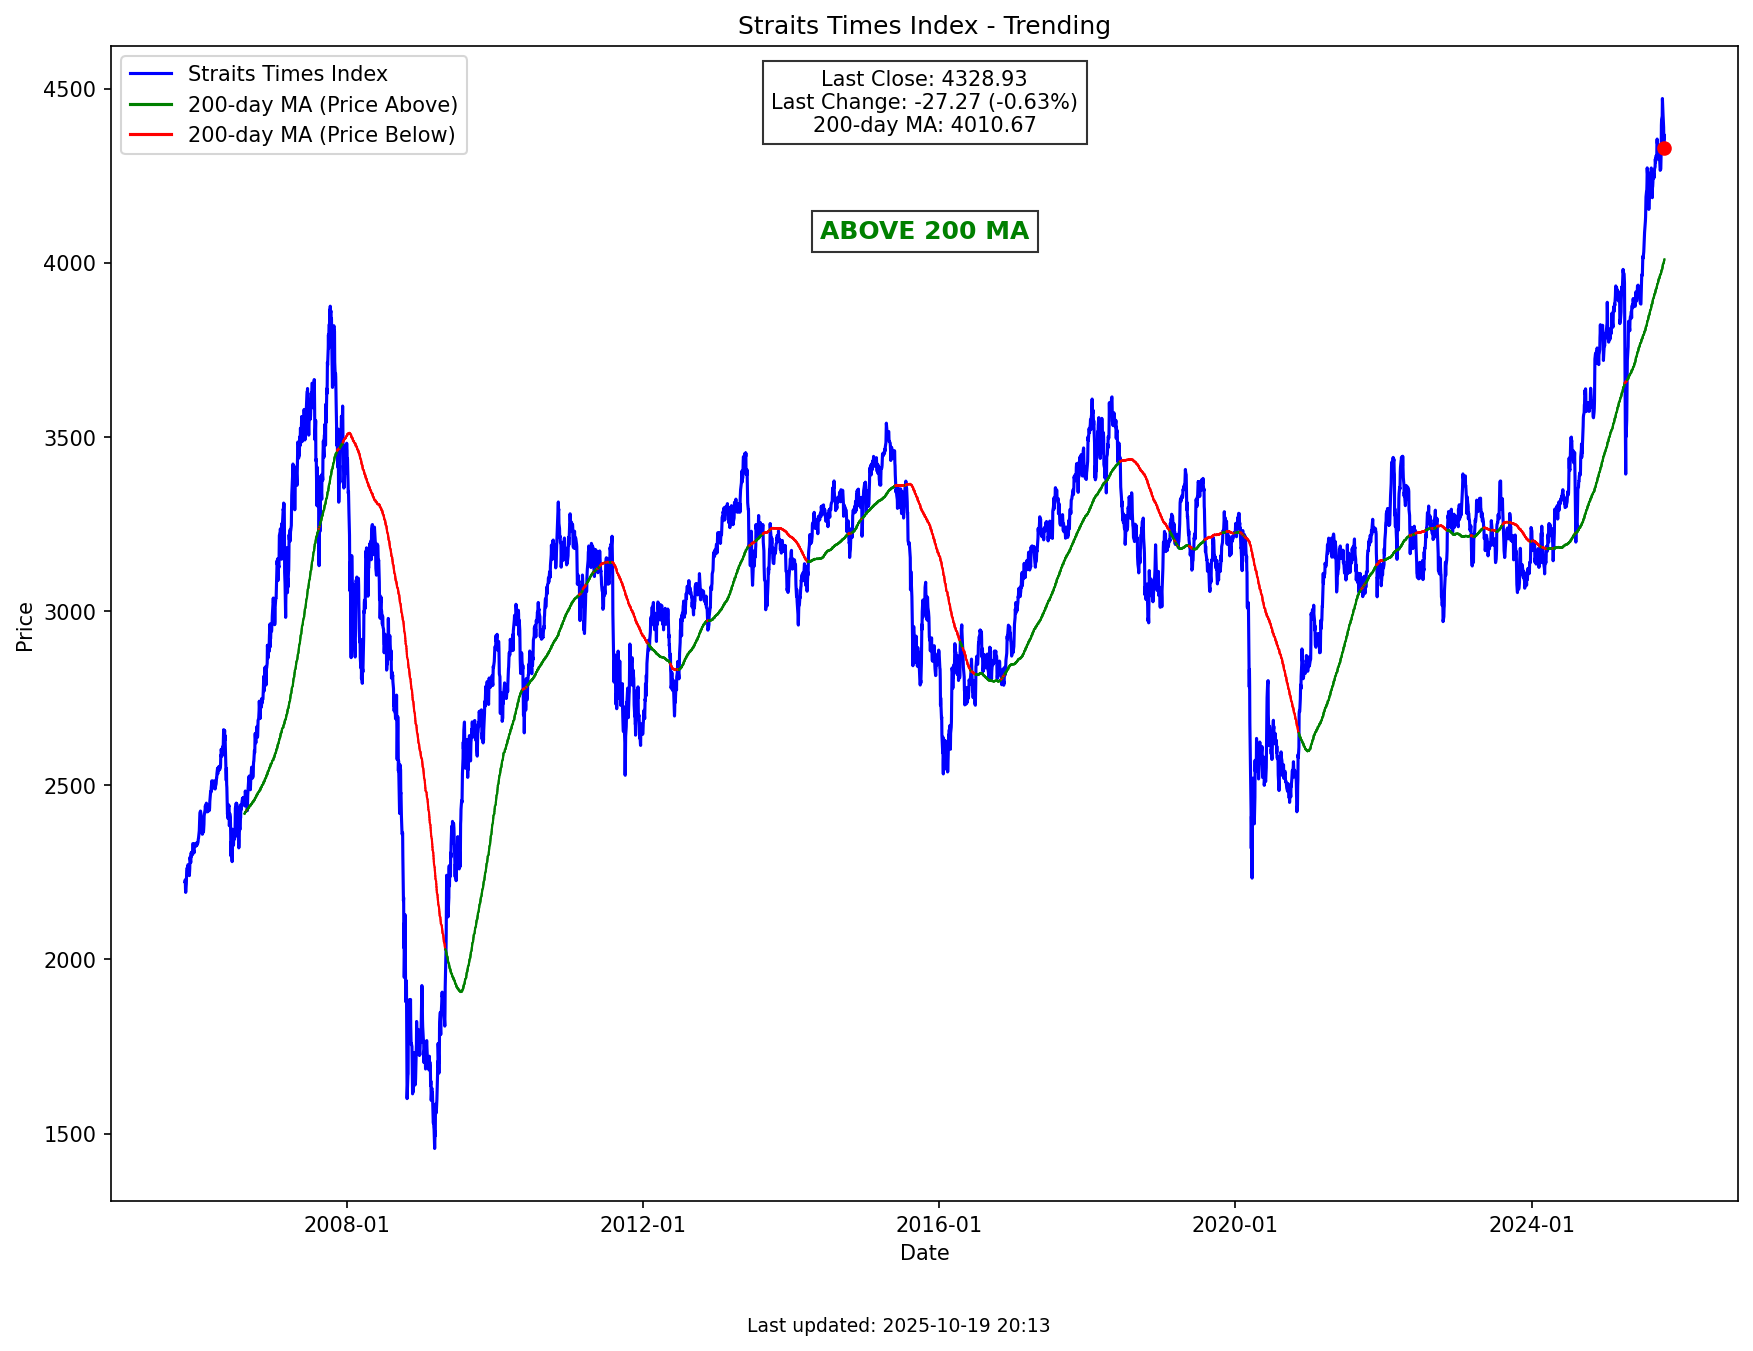 Straits Times Index - Trending
Straits Times Index
200-day MA (Price Above)
200-day MA (Price Below)
Last Close: 4328.93
Last Change: -27.27 (-0.63%)
200-day MA: 4010.67
ABOVE 200 MA
4500
4000
3500
3000
2500
2000
1500
Price
2008-01
2012-01
2016-01
2020-01
2024-01
Date
Last updated: 2025-10-19 20:13